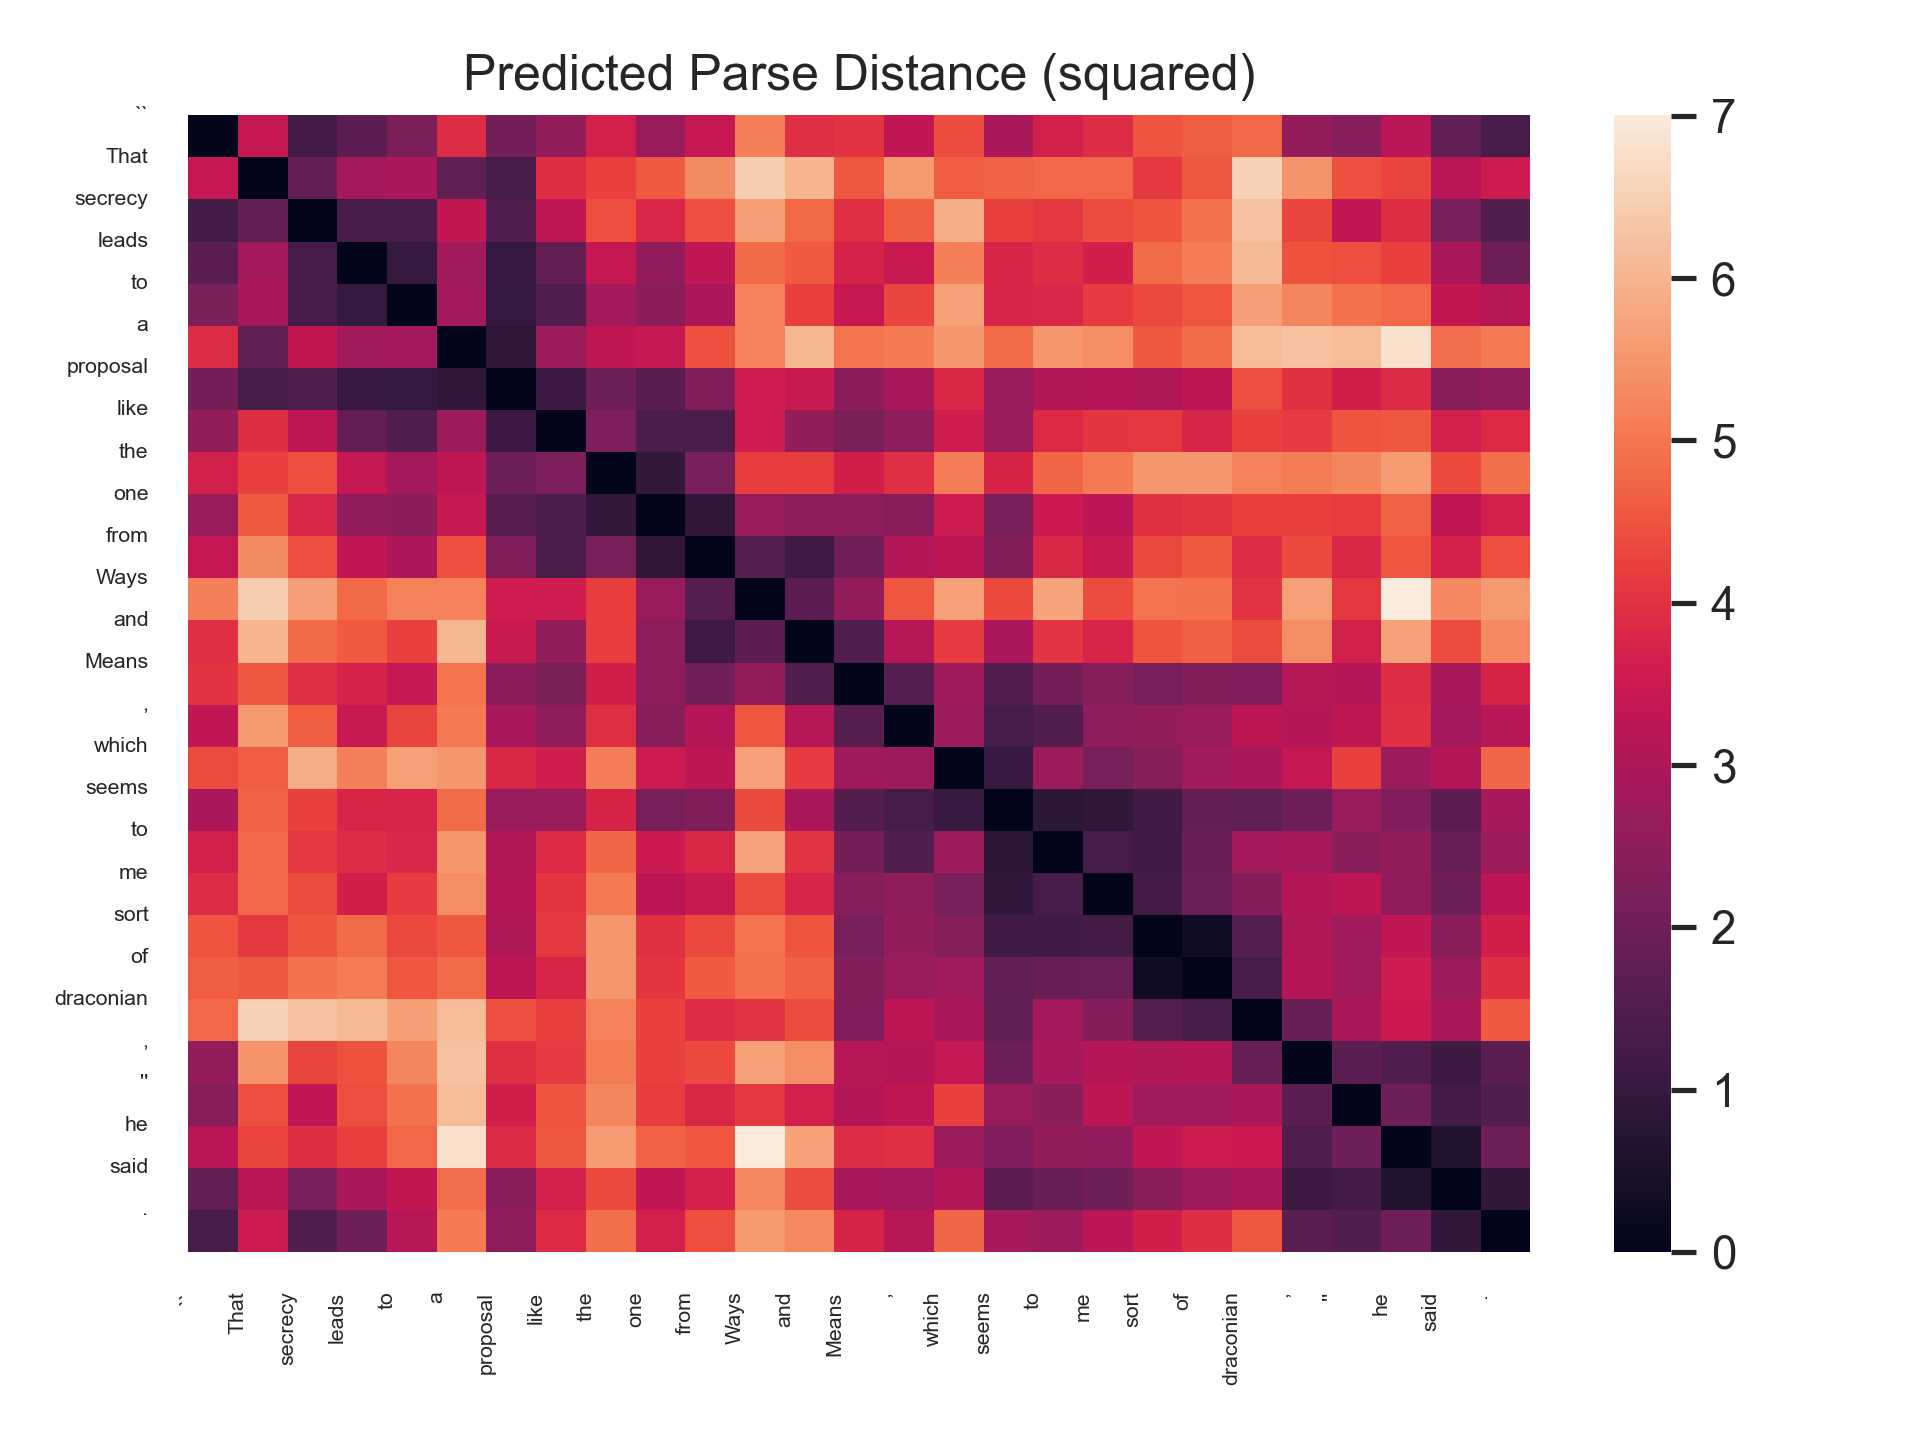 Predicted Parse Distance (squared)
``
That
secrecy
leads
to
a
proposal
like
the
one
from
Ways
and
Means
,
which
seems
to
me
sort
of
draconian
,
''
he
said
.
7
6
5
4
3
2
1
0
`` That secrecy leads to a proposal like the one from Ways and Means , which seems to me sort of draconian , '' he said .